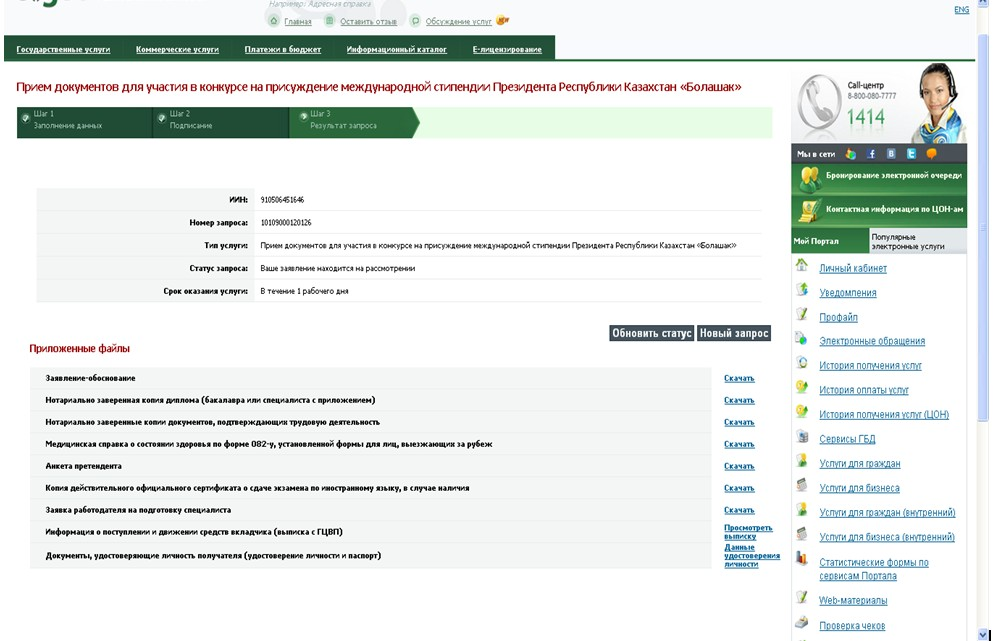 Например: Адресная справка
Главная Оставить отзыв Обсуждение услуг
ENG
Государственные услуги Коммерческие услуги Платежи в бюджет Информационный каталог Е-лицензирование
Прием документов для участия в конкурсе на присуждение международной стипендии Президента Республики Казахстан «Болашак»
Шаг 1
Заполнение данных
Шаг 2
Подписание
Шаг 3
Результат запроса
ИИН: 910506451646
Номер запроса: 10109000120126
Тип услуги: Прием документов для участия в конкурсе на присуждение международной стипендии Президента Республики Казахстан «Болашак»
Статус запроса: Ваше заявление находится на рассмотрении
Срок оказания услуги: В течение 1 рабочего дня
Обновить статус Новый запрос
Приложенные файлы
Заявление-обоснование Скачать
Нотариально заверенная копия диплома (бакалавра или специалиста с приложением) Скачать
Нотариально заверенные копии документов, подтверждающих трудовую деятельность Скачать
Медицинская справка о состоянии здоровья по форме 082-у, установленной формы для лиц, выезжающих за рубеж Скачать
Анкета претендента Скачать
Копия действительного официального сертификата о сдаче экзамена по иностранному языку, в случае наличия Скачать
Заявка работодателя на подготовку специалиста Скачать
Информация о поступлении и движении средств вкладчика (выписка с ГЦВП) Просмотреть
выписку
Документы, удостоверяющие личность получателя (удостоверение личности и паспорт) Данные
удостоверения
личности
Call-центр
8-800-080-7777
1414
Мы в сети
Бронирование электронной очереди
Контактная информация по ЦОН-ам
Мой Портал
Популярные
электронные услуги
Личный кабинет
Уведомления
Профайл
Электронные обращения
История получения услуг
История оплаты услуг
История получения услуг (ЦОН)
Сервисы ГБД
Услуги для граждан
Услуги для бизнеса
Услуги для граждан (внутренний)
Услуги для бизнеса (внутренний)
Статистические формы по
сервисам Портала
Web-материалы
Проверка чеков